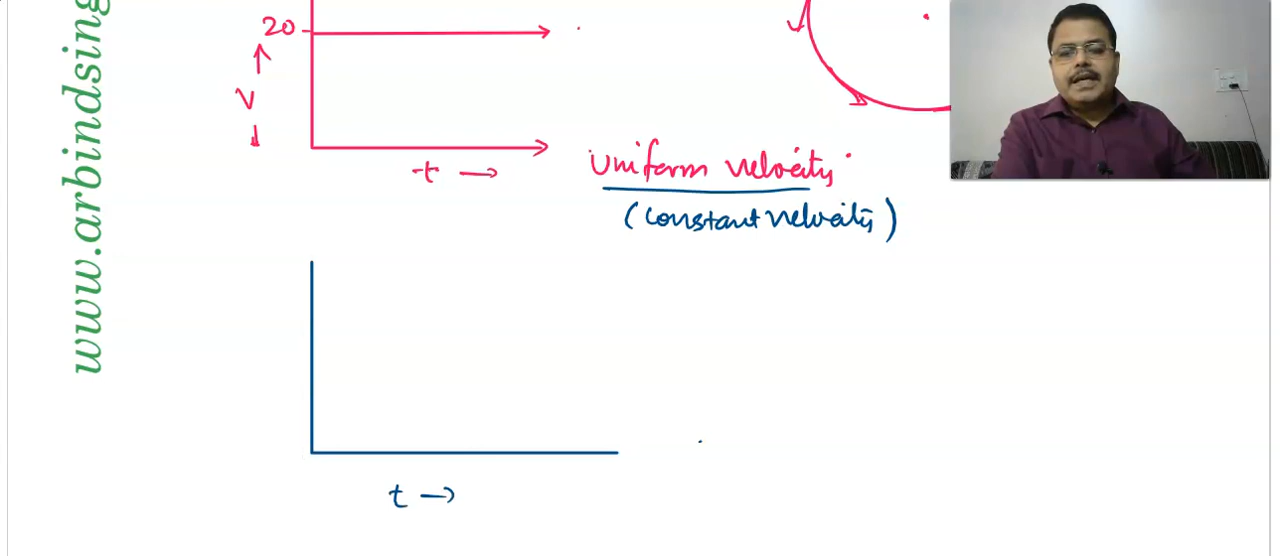 www.arbindsing
20
V
t →
uniform velocity
(constant velocity)
t →